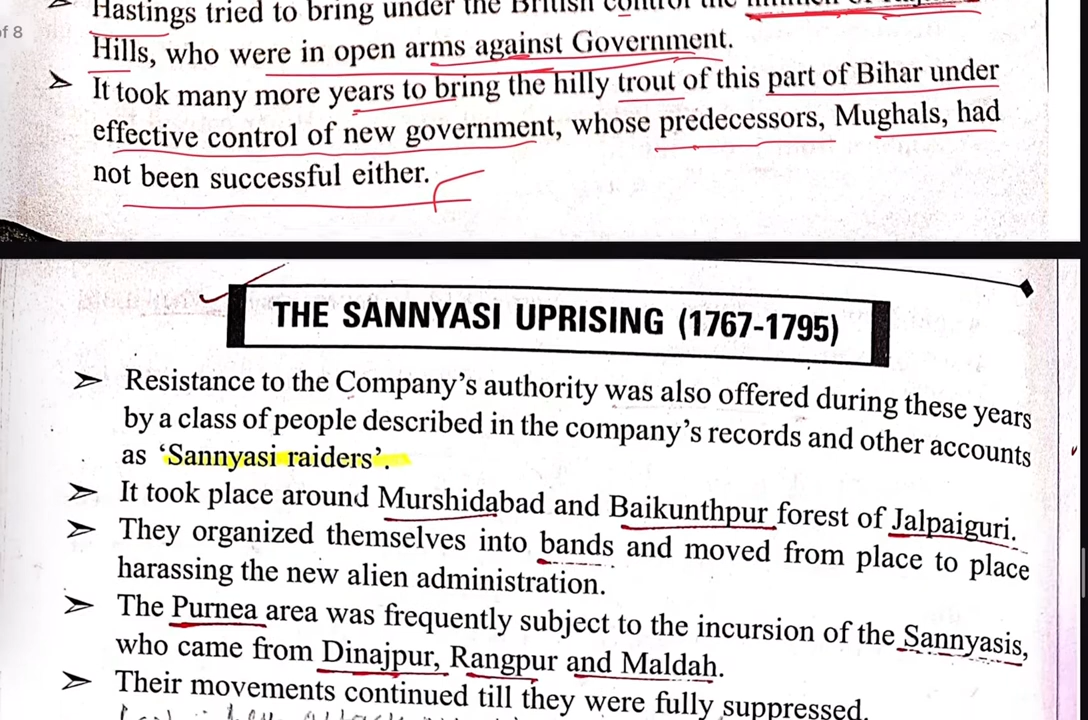 of 8
Hastings tried to bring under the British control the
Hills, who were in open arms against Government.
➤ It took many more years to bring the hilly trout of this part of Bihar under
effective control of new government, whose predecessors, Mughals, had
not been successful either.
THE SANNYASI UPRISING (1767-1795)
➤ Resistance to the Company's authority was also offered during these years
by a class of people described in the company's records and other accounts
as 'Sannyasi raiders'.
➤ It took place around Murshidabad and Baikunthpur forest of Jalpaiguri.
➤ They organized themselves into bands and moved from place to place
harassing the new alien administration.
➤ The Purnea area was frequently subject to the incursion of the Sannyasis,
who came from Dinajpur, Rangpur and Maldah.
➤ Their movements continued till they were fully suppressed.